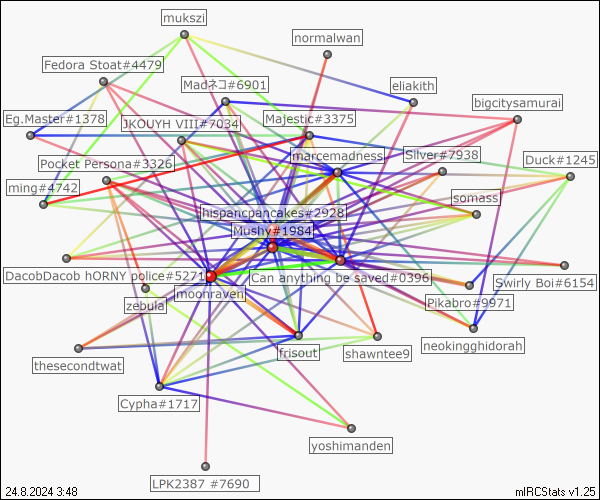 mukszi
normalwan
Fedora Stoat#4479
Madネコ#6901
eliakith
bigcitysamurai
Eg.Master#1378
JKOUYH VIII#7034
Majestic#3375
marcemadness
Silver#7938
Duck#1245
Pocket Persona#3326
ming#4742
somass
hispancpancakes#2928
Mushy#1984
DacobDacob hORNY police#5271
Can anything be saved#0396
Swirly Boi#6154
moonraven
zebula
Pikabro#9971
neokingghidorah
frisout
shawntee9
thesecondtwat
Cypha#1717
yoshimanden
LPK2387 #7690
24.8.2024 3:48
mIRCStats v1.25